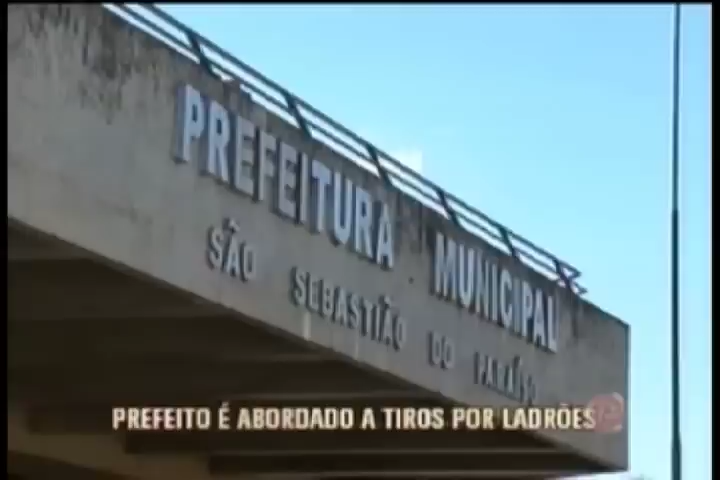 PREFEITURA MUNICIPAL
SÃO SEBASTIÃO DO PARAÍSO
PREFEITO É ABORDADO A TIROS POR LADRÕES